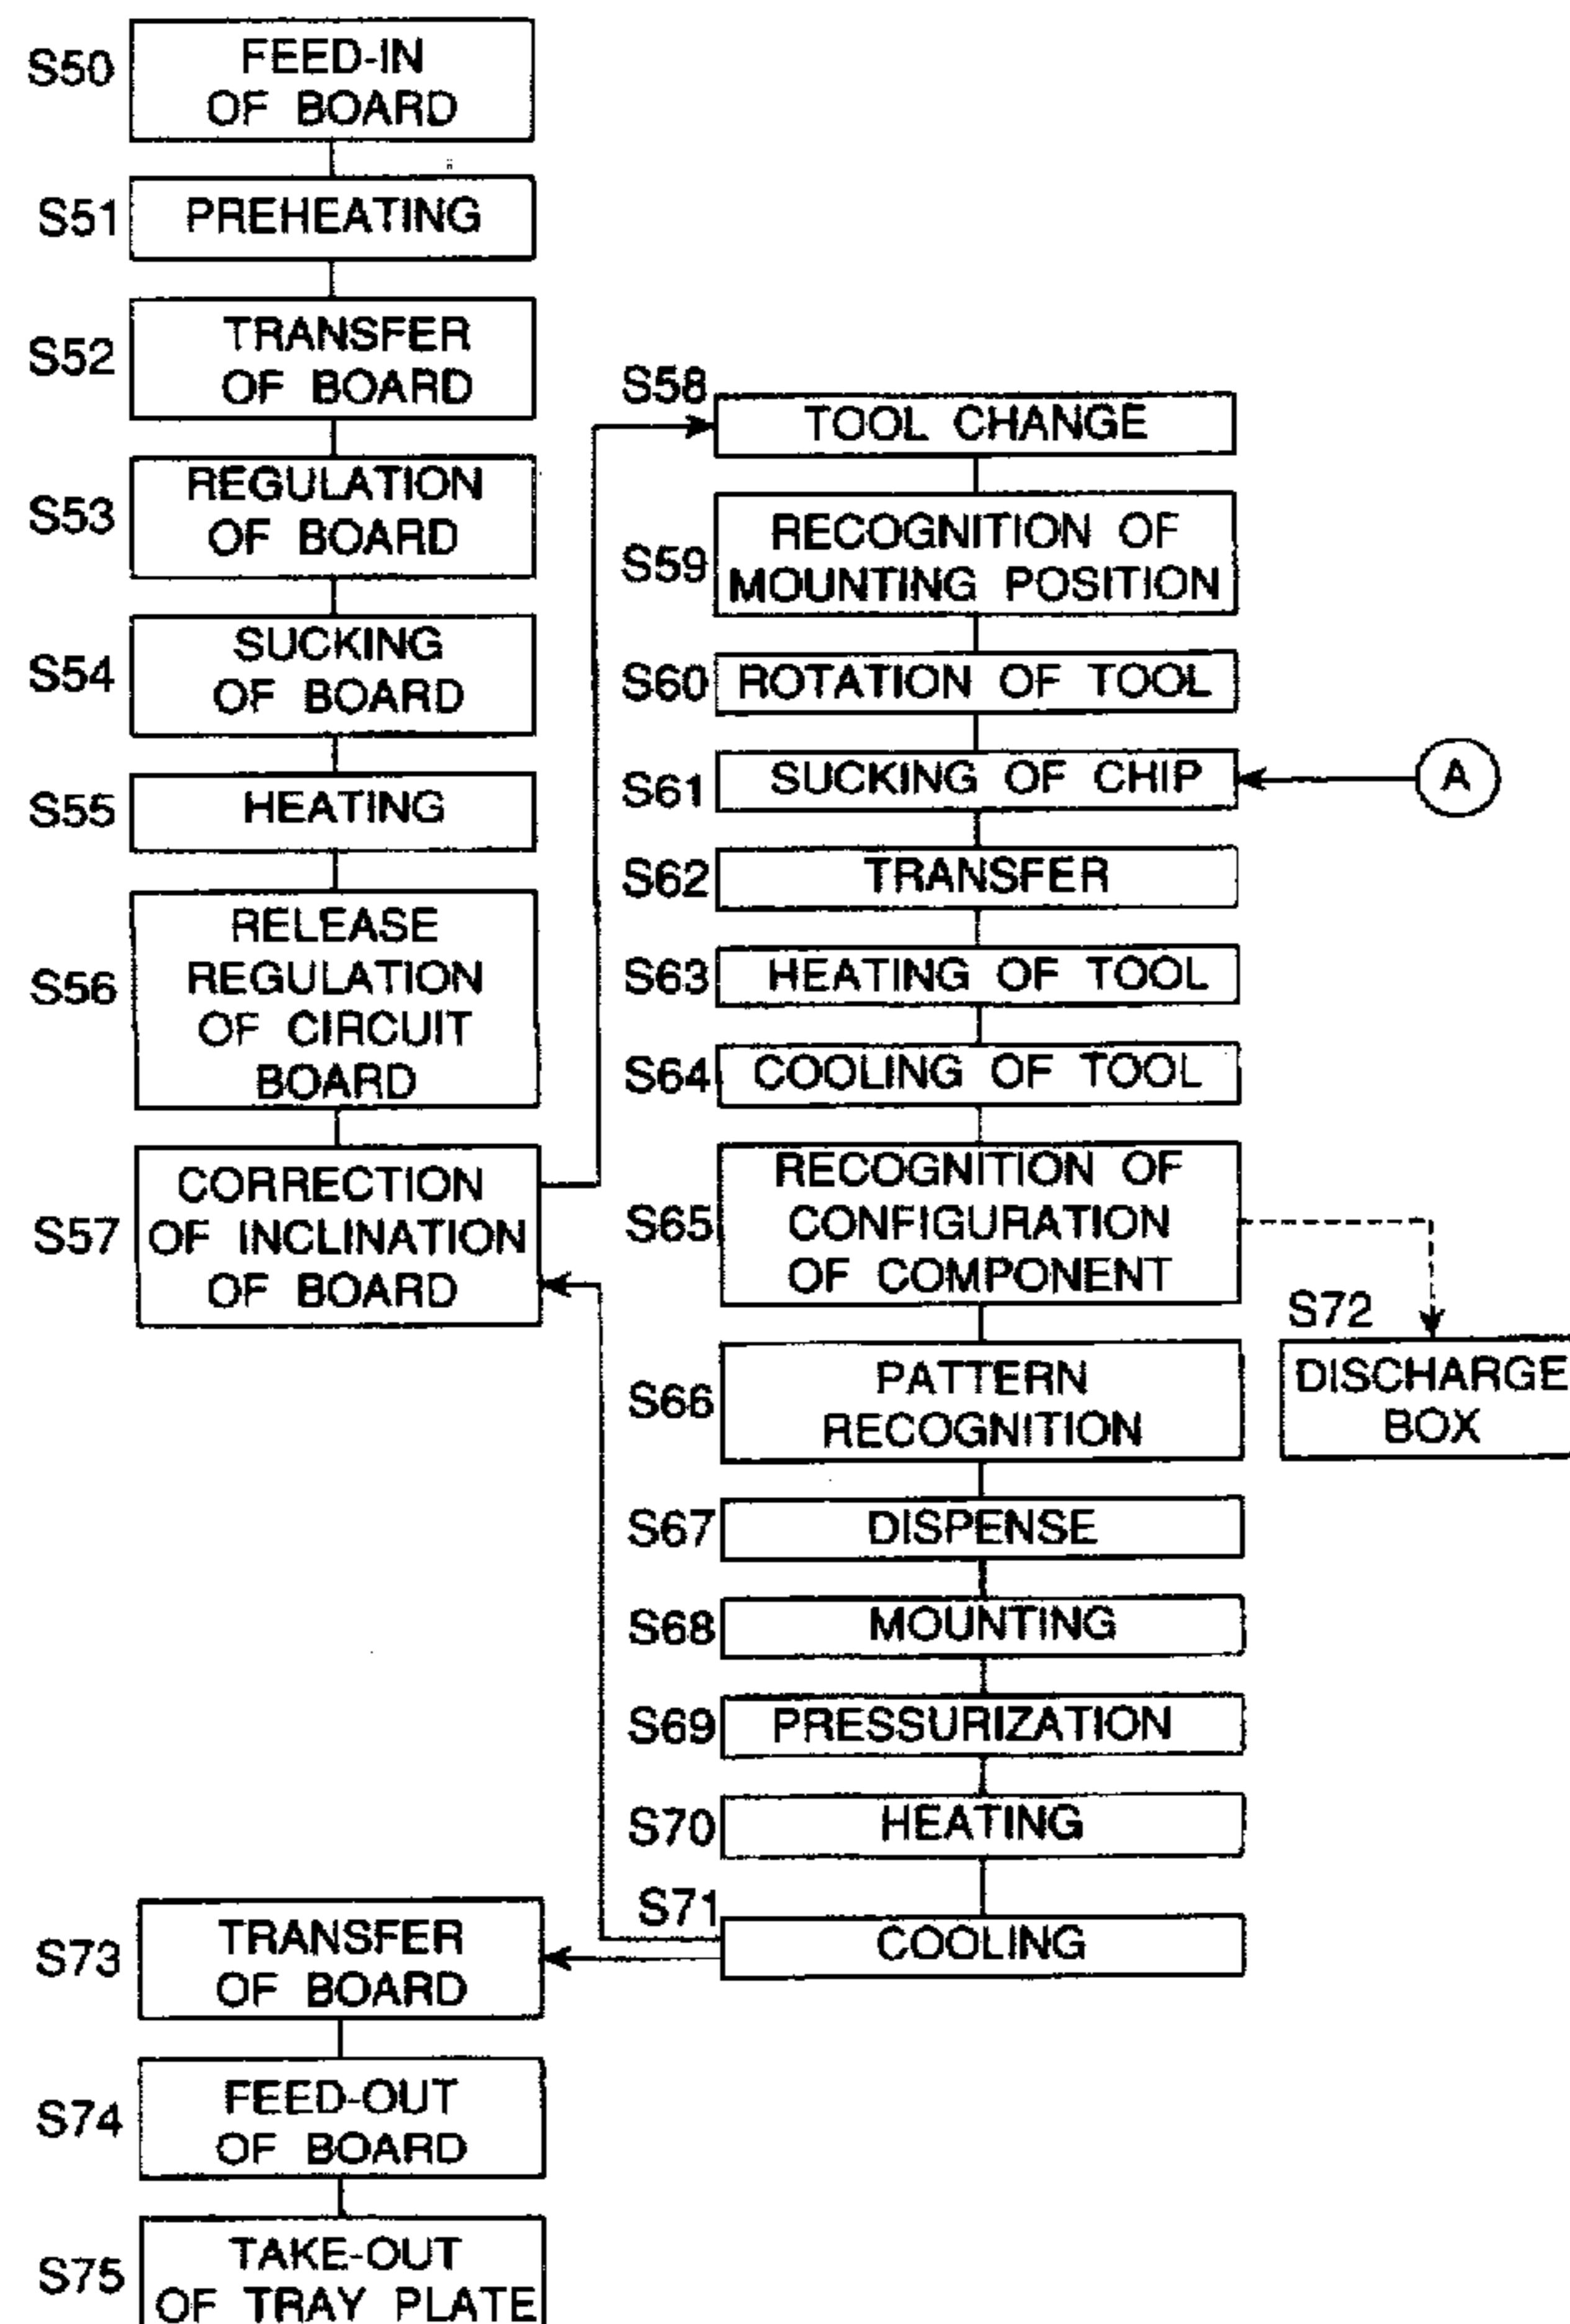 S50
FEED-IN
OF BOARD
S51
PREHEATING
S52
TRANSFER
OF BOARD
S53
REGULATION
OF BOARD
S54
SUCKING
OF BOARD
S55
HEATING
S56
RELEASE
REGULATION
OF CIRCUIT
BOARD
S57
CORRECTION
OF INCLINATION
OF BOARD
S58
TOOL CHANGE
S59
RECOGNITION OF
MOUNTING POSITION
S60
ROTATION OF TOOL
S61
SUCKING OF CHIP
A
S62
TRANSFER
S63
HEATING OF TOOL
S64
COOLING OF TOOL
S65
RECOGNITION OF
CONFIGURATION
OF COMPONENT
S72
DISCHARGE
BOX
S66
PATTERN
RECOGNITION
S67
DISPENSE
S68
MOUNTING
S69
PRESSURIZATION
S70
HEATING
S71
COOLING
S73
TRANSFER
OF BOARD
S74
FEED-OUT
OF BOARD
S75
TAKE-OUT
OF TRAY PLATE